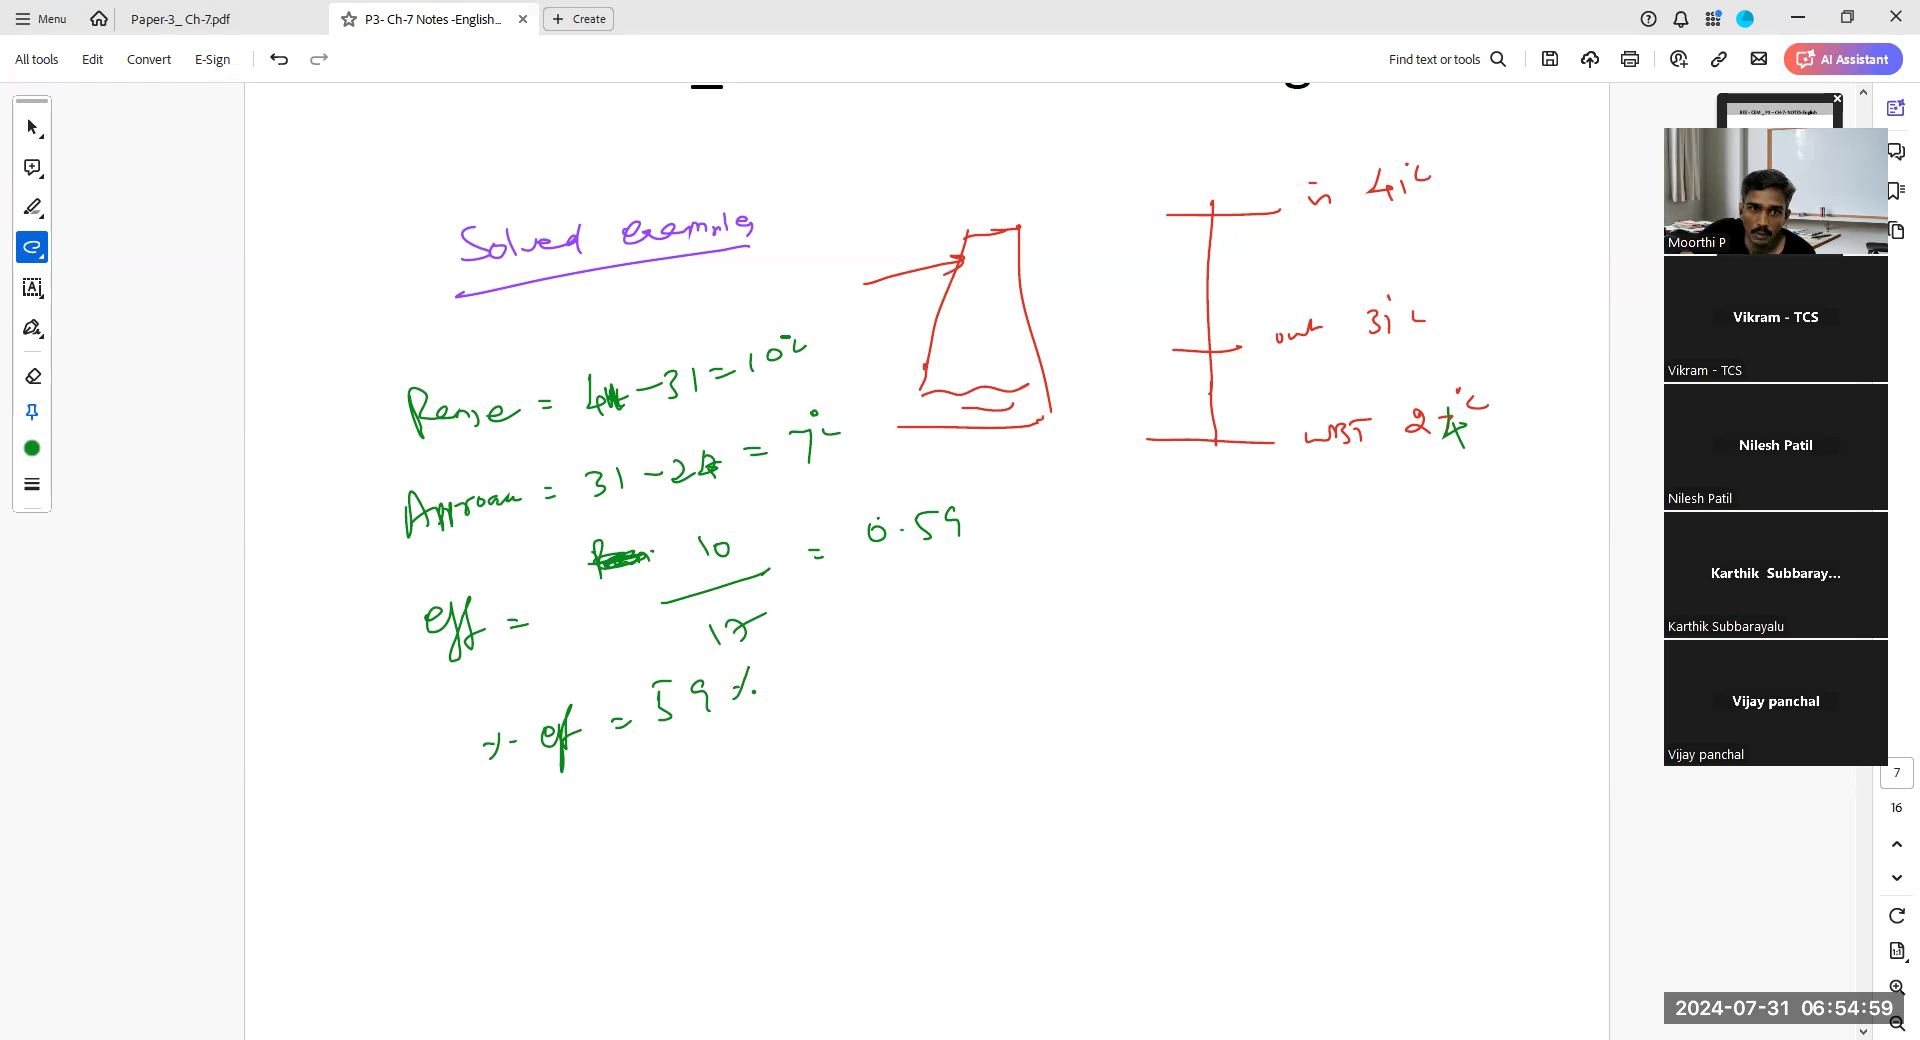 Menu
Paper-3_ Ch-7.pdf
P3- Ch-7 Notes -English...
Create
All tools
Edit
Convert
E-Sign
Find text or tools
AI Assistant
Solved examples
in 41°C
out 31°C
WBT 24°C
Range = 41 - 31 = 10°C
Approach = 31 - 24 = 7°C
eff = 10 / 17 = 0.59
% eff = 59 %
Moorthi P
Vikram - TCS
Vikram - TCS
Nilesh Patil
Nilesh Patil
Karthik Subbaray...
Karthik Subbarayalu
Vijay panchal
Vijay panchal
7
16
2024-07-31 06:54:59